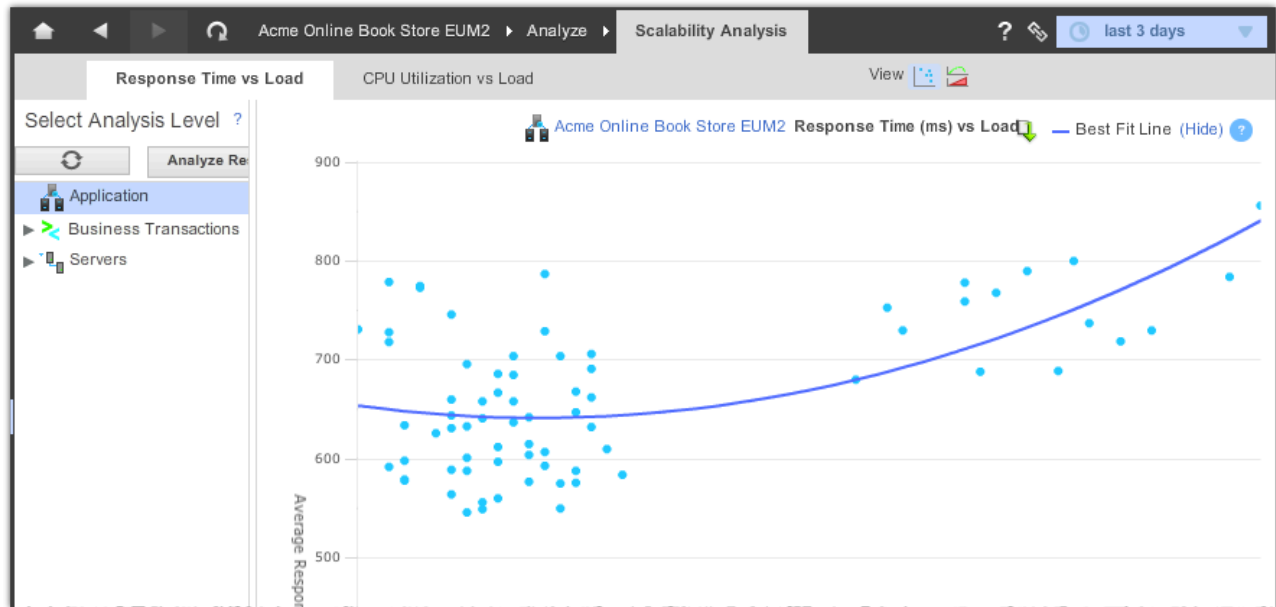 Acme Online Book Store EUM2 Analyze Scalability Analysis ? last 3 days
Response Time vs Load CPU Utilization vs Load View
Select Analysis Level ?
Analyze Re
Application
Business Transactions
Servers
Acme Online Book Store EUM2 Response Time (ms) vs Load Best Fit Line (Hide) ?
900
800
700
600
500
Average Respon